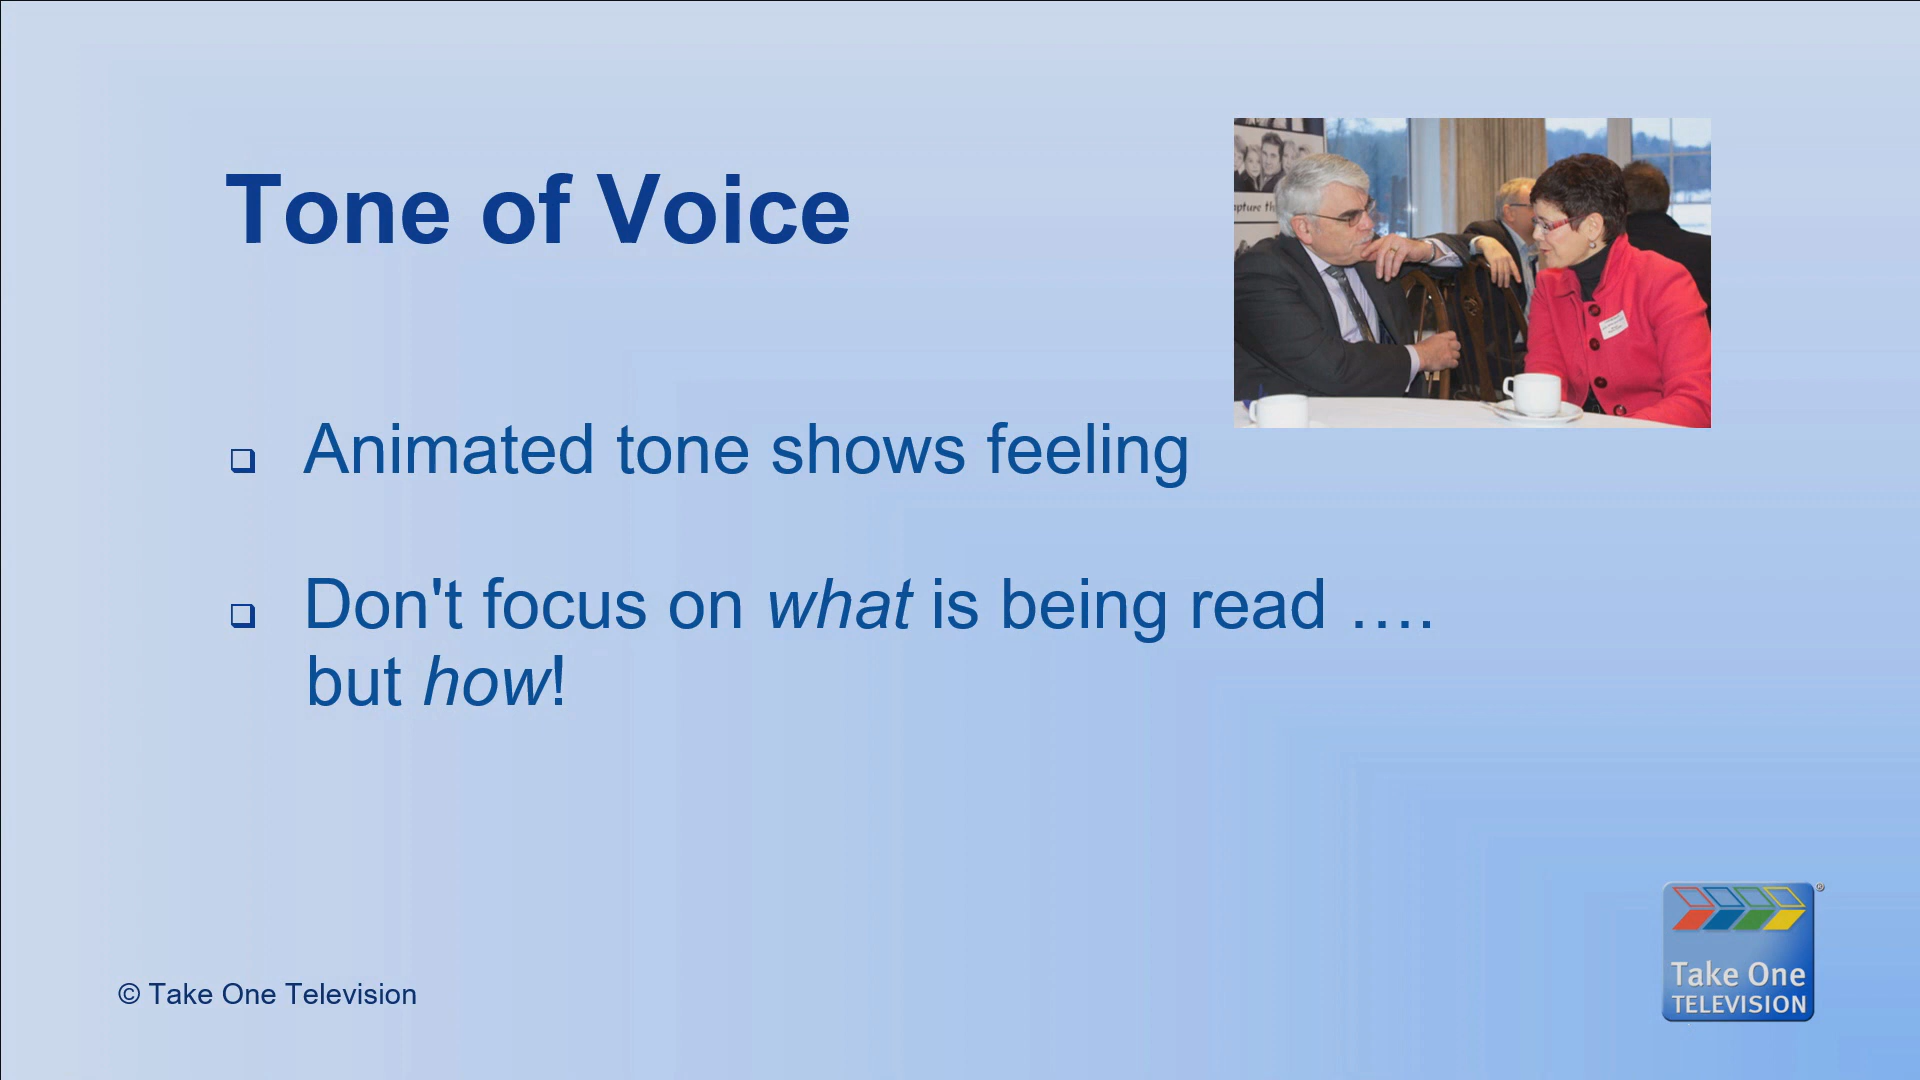 Tone of Voice
Animated tone shows feeling
Don't focus on what is being read ….
but how!
© Take One Television
Take One
TELEVISION